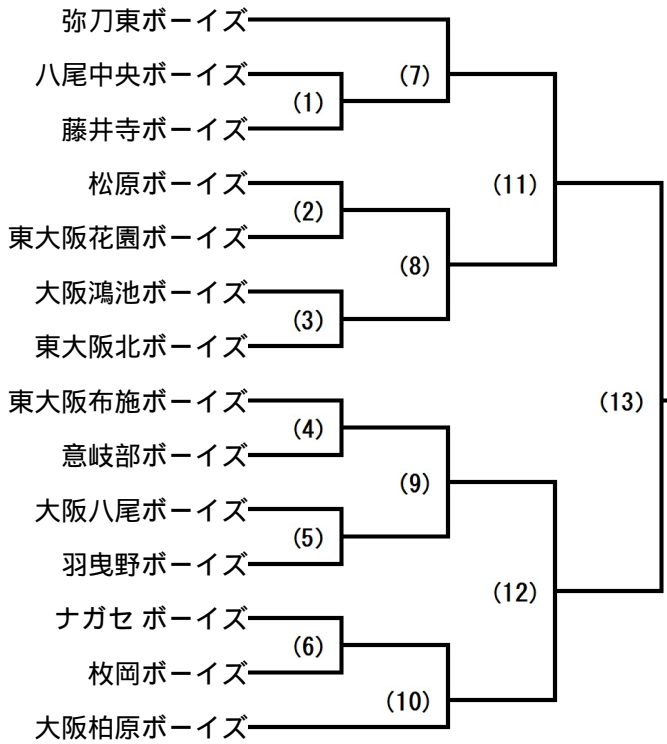 弥刀東ボーイズ
(7)
八尾中央ボーイズ
(1)
藤井寺ボーイズ
松原ボーイズ
(11)
(2)
東大阪花園ボーイズ
(8)
大阪鴻池ボーイズ
(3)
東大阪北ボーイズ
東大阪布施ボーイズ
(13)
(4)
意岐部ボーイズ
(9)
大阪八尾ボーイズ
(5)
羽曳野ボーイズ
(12)
ナガセ ボーイズ
(6)
枚岡ボーイズ
(10)
大阪柏原ボーイズ